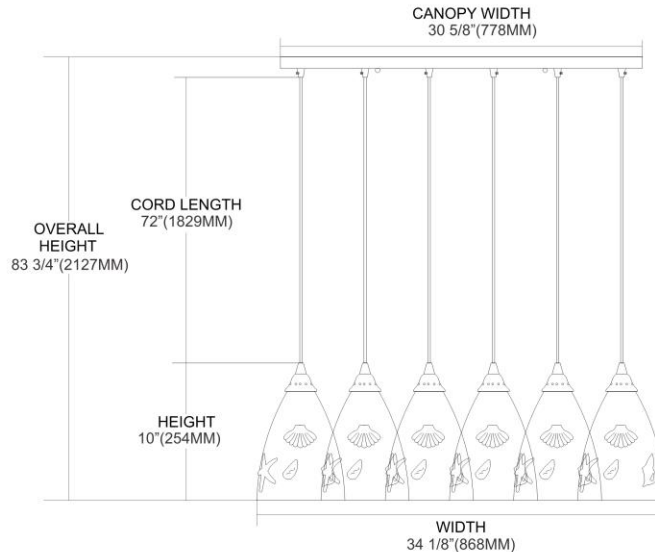 CANOPY WIDTH
30 5/8"(778MM)
CORD LENGTH
72"(1829MM)
OVERALL
HEIGHT
83 3/4"(2127MM)
HEIGHT
10"(254MM)
WIDTH
34 1/8"(868MM)